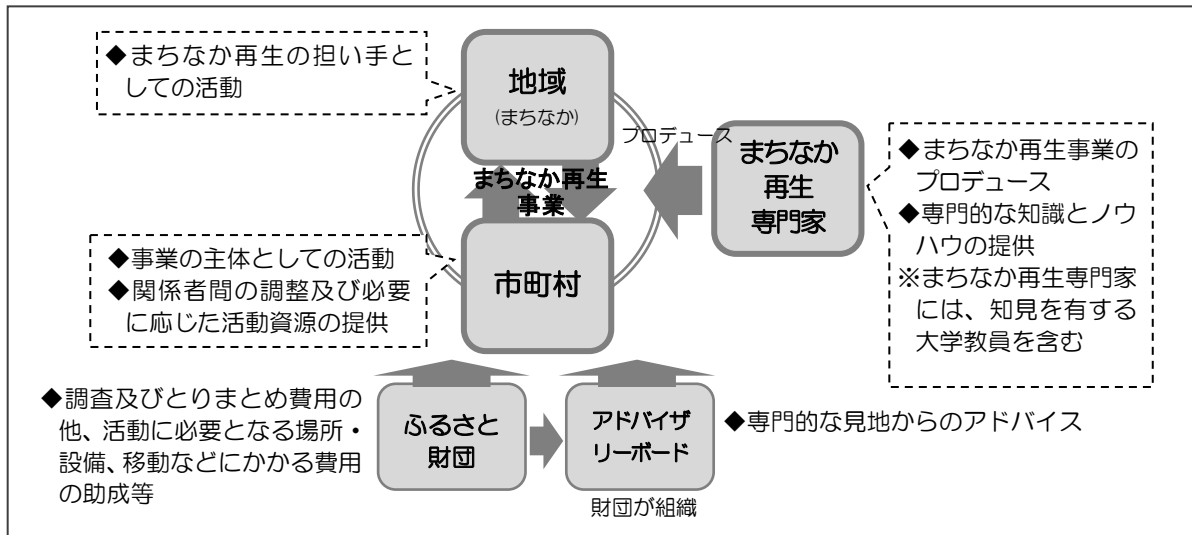 ◆まちなか再生の担い手と
しての活動
地域
(まちなか)
プロデュース
まちなか
再生
専門家
◆まちなか再生事業の
プロデュース
◆専門的な知識とノウ
ハウの提供
※まちなか再生専門家
には、知見を有する
大学教員を含む
まちなか再生
事業
◆事業の主体としての活動
◆関係者間の調整及び必要
に応じた活動資源の提供
市町村
◆調査及びとりまとめ費用の
他、活動に必要となる場所・
設備、移動などにかかる費用
の助成等
ふるさと
財団
アドバイザ
リーボード
財団が組織
◆専門的な見地からのアドバイス